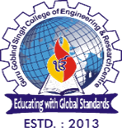 Guru Gobind Singh College of Engineering & Research Centre
ੴ
Educating with Global Standards
ESTD. : 2013